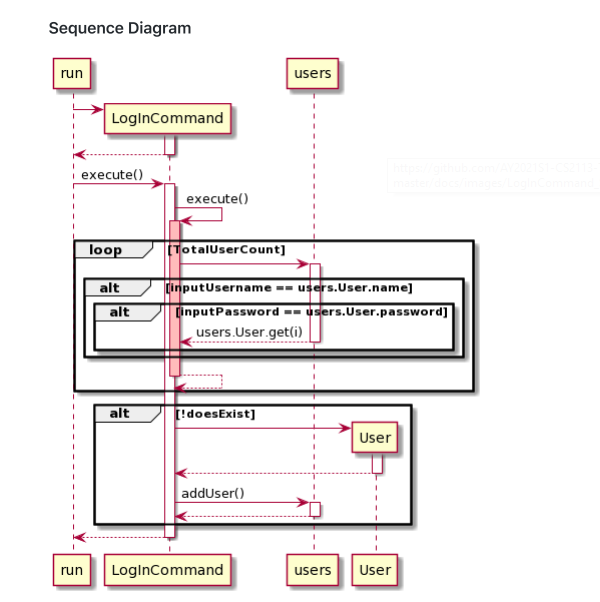 Sequence Diagram
run
users
LogInCommand
execute()
execute()
loop
[TotalUserCount]
alt
[inputUsername == users.User.name]
alt
[inputPassword == users.User.password]
users.User.get(i)
alt
[!doesExist]
User
addUser()
run
LogInCommand
users
User